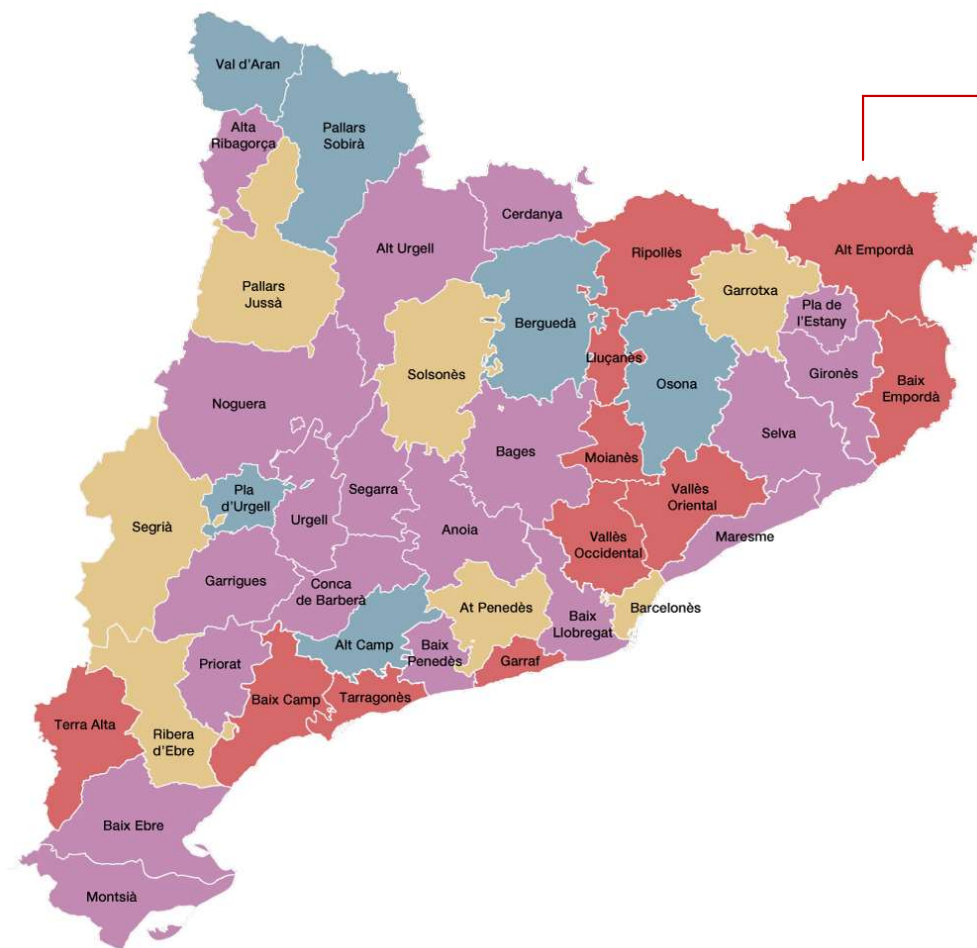 Val d’Aran
Alta
Ribagorça
Pallars
Sobirà
Cerdanya
Alt Urgell
Ripollès
Alt Empordà
Pallars
Jussà
Garrotxa
Pla de
l’Estany
Berguedà
Lluçanès
Solsonès
Osona
Gironès
Baix
Empordà
Noguera
Selva
Bages
Moianès
Pla
d’Urgell
Segarra
Vallès
Oriental
Segrià
Urgell
Anoia
Vallès
Occidental
Maresme
Garrigues
Conca
de Barberà
At Penedès
Barcelonès
Baix
Llobregat
Alt Camp
Baix
Penedès
Garraf
Priorat
Baix Camp
Tarragonès
Terra Alta
Ribera
d’Ebre
Baix Ebre
Montsià